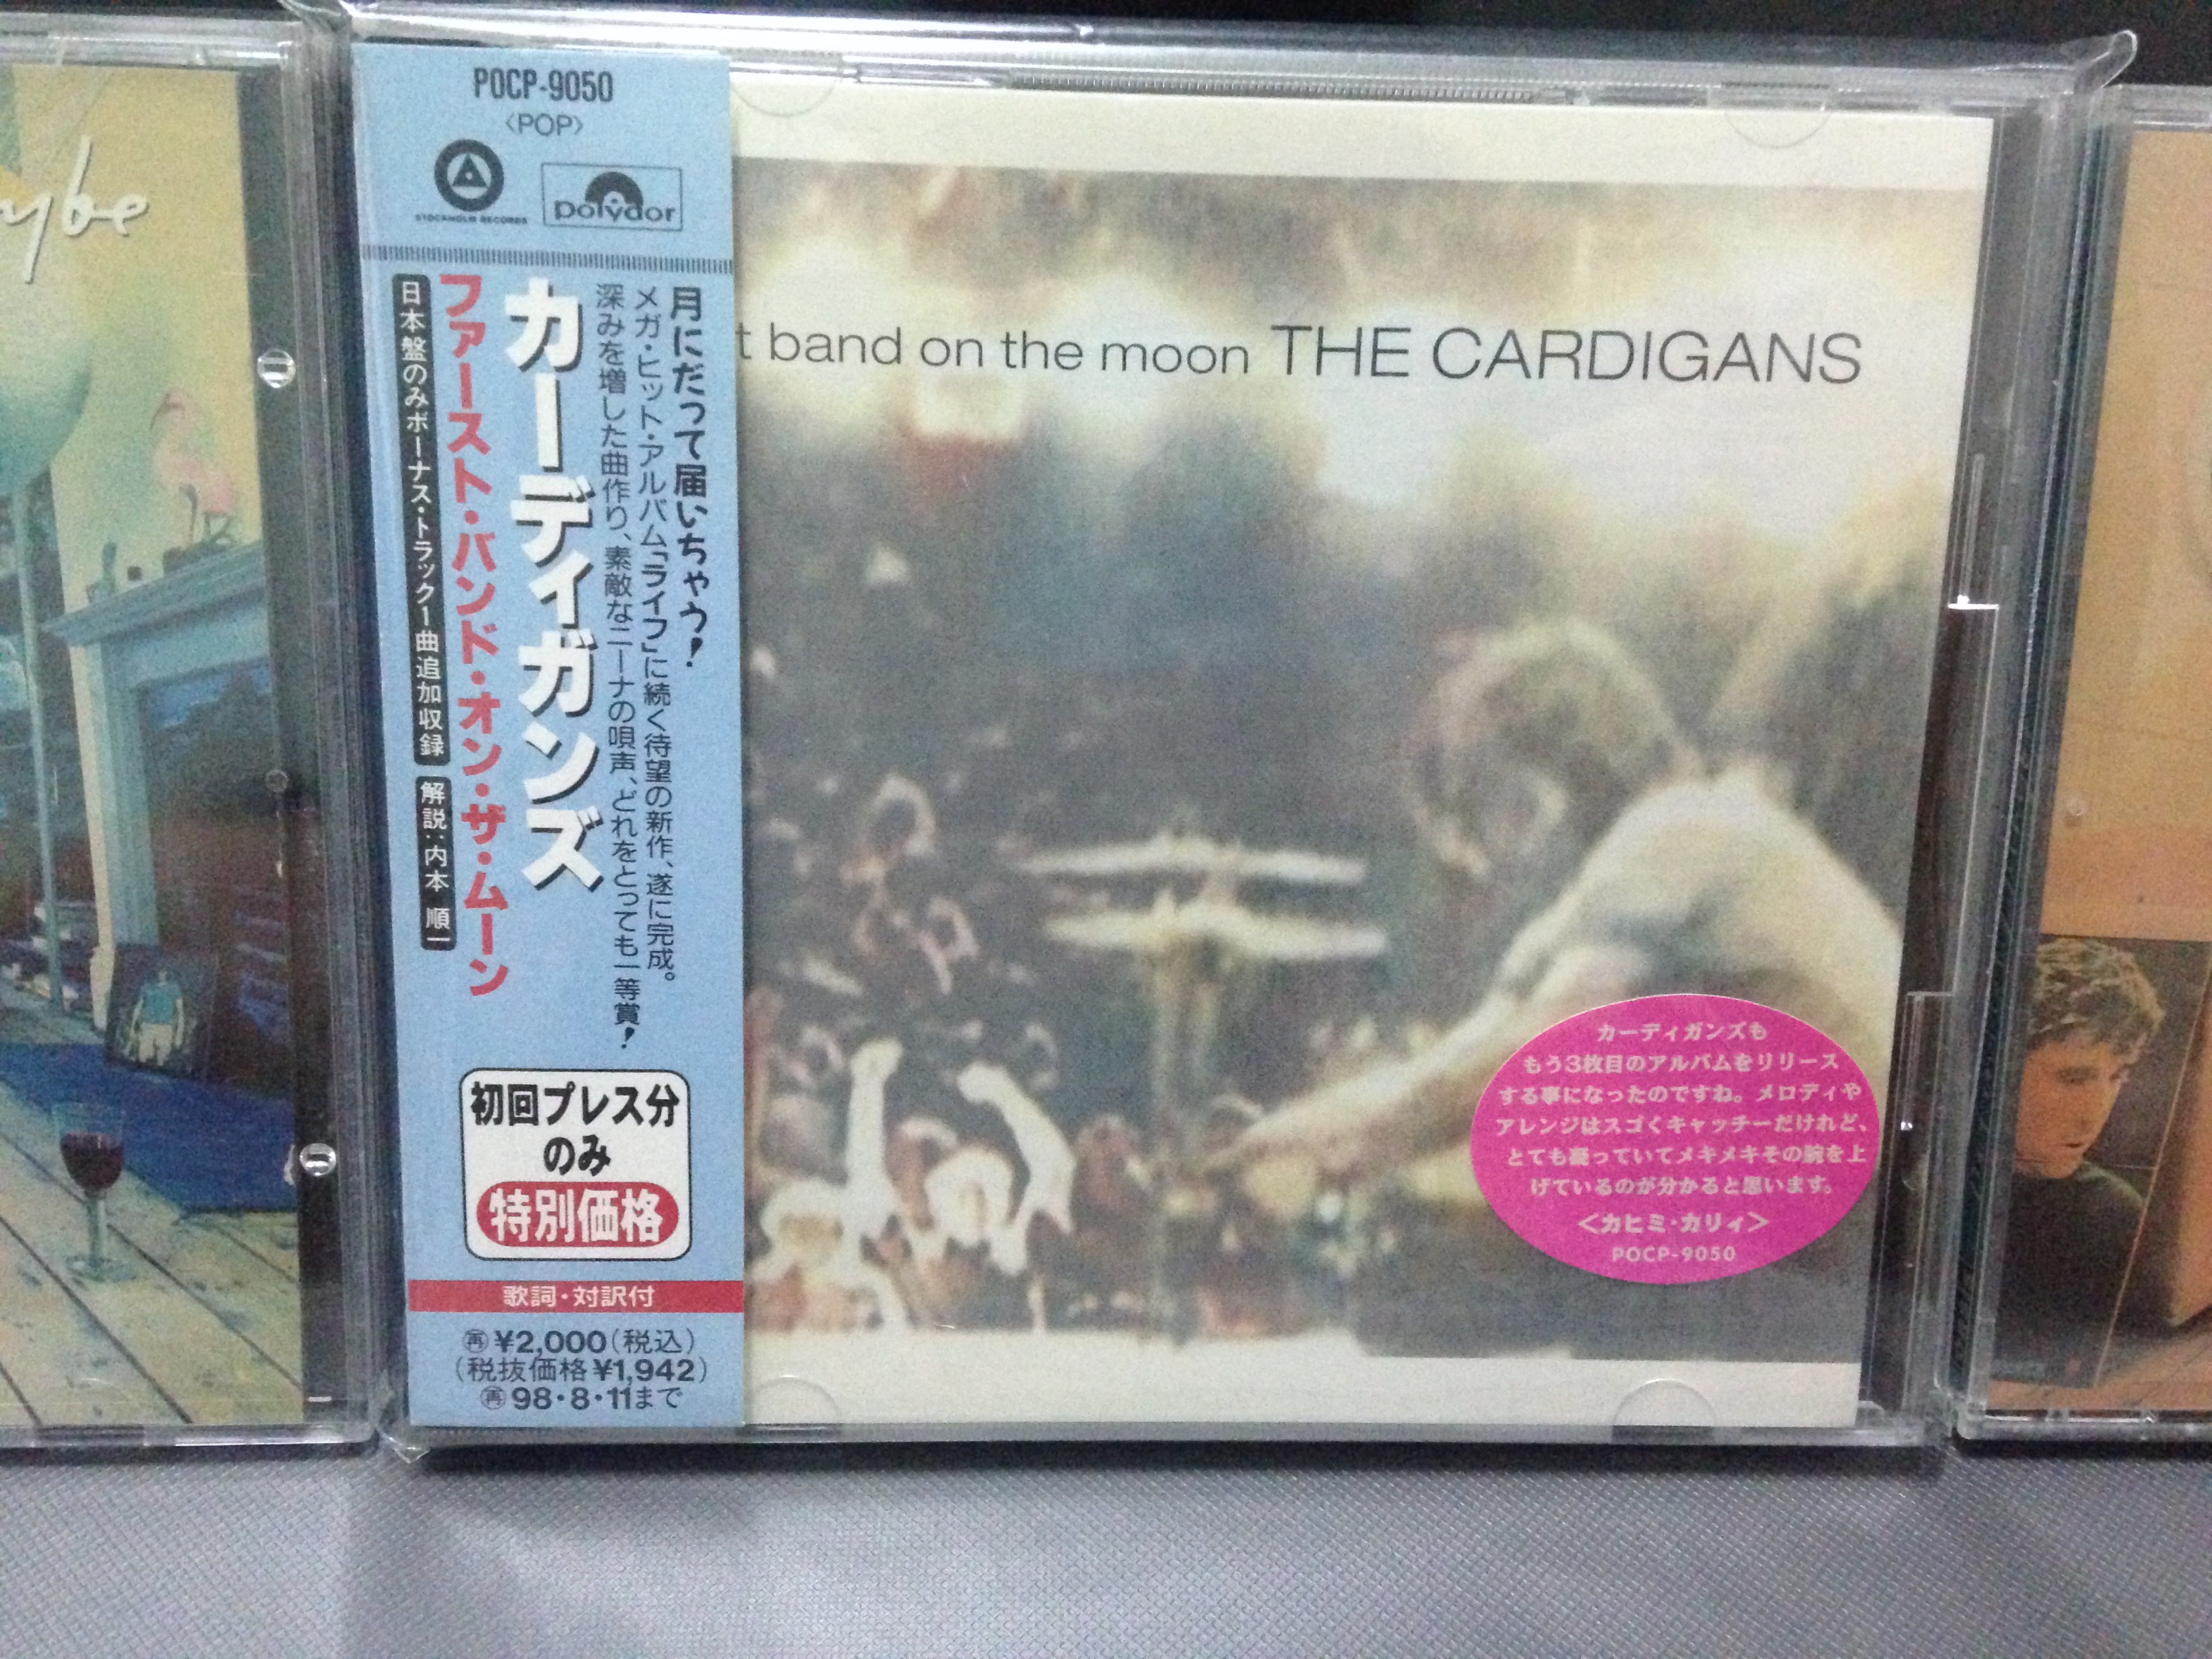 POCP-9050
〈POP〉
STOCKHOLM RECORDS
polydor
月にだって届いちゃう!
メガ・ヒット・アルバム「ライフ」に続く待望の新作、遂に完成。
深みを増した曲作り、素敵なニーナの唄声、どれをとっても一等賞!
カーディガンズ
ファースト・バンド・オン・ザ・ムーン
日本盤のみボーナス・トラック一曲追加収録
解説:内本 順一
初回プレス分
のみ
特別価格
歌詞・対訳付
㊢ ¥2,000(税込)
(税抜価格¥1,942)
㊢ 98・8・11まで
t band on the moon THE CARDIGANS
カーディガンズも
もう3枚目のアルバムをリリース
する事になったのですね。メロディや
アレンジはスゴくキャッチーだけれど、
とても凝っていてメキメキその腕を上
げているのが分かると思います。
<カヒミ・カリィ>
POCP-9050
ybe